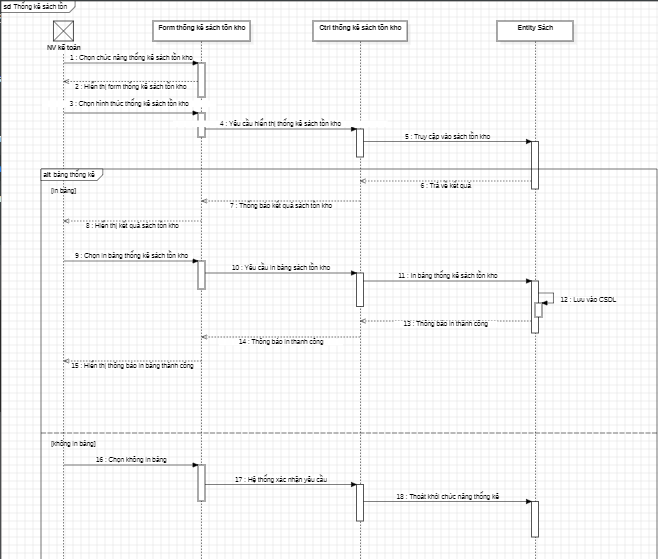 sd Thống kê sách tồn
Form thống kê sách tồn kho
Ctrl thống kê sách tồn kho
Entity Sách
NV kế toán
1 : Chọn chức năng thống kê sách tồn kho
2 : Hiển thị form thống kê sách tồn kho
3 : Chọn hình thức thống kê sách tồn kho
4 : Yêu cầu hiển thị thống kê sách tồn kho
5 : Truy cập vào sách tồn kho
alt bảng thống kê
[in bảng]
6 : Trả về kết quả
7 : Thông báo kết quả sách tồn kho
8 : Hiển thị kết quả sách tồn kho
9 : Chọn in bảng thống kê sách tồn kho
10 : Yêu cầu in bảng sách tồn kho
11 : In bảng thống kê sách tồn kho
12 : Lưu vào CSDL
13 : Thông báo in thành công
14 : Thông báo in thành công
15 : Hiển thị thông báo in bảng thành công
[không in bảng]
16 : Chọn không in bảng
17 : Hệ thống xác nhận yêu cầu
18 : Thoát khỏi chức năng thống kê